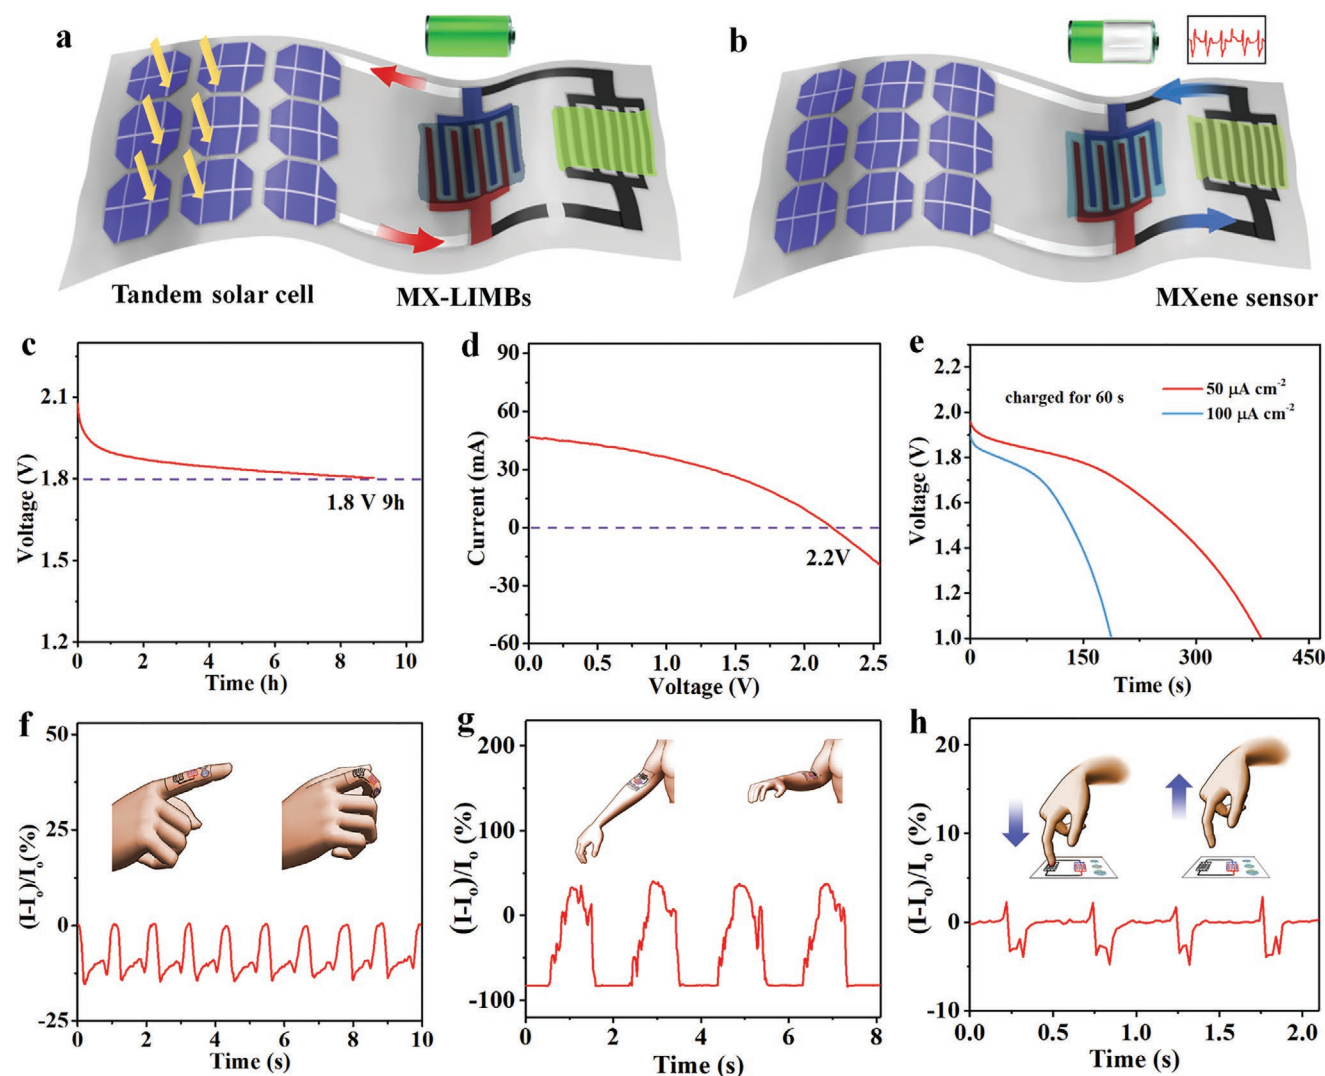 a
b
Tandem solar cell
MX-LIMBs
MXene sensor
c
Voltage (V)
2.1
1.8
1.5
1.2
1.8 V 9h
0
2
4
6
8
10
Time (h)
d
Current (mA)
90
60
30
0
-30
-60
2.2V
0.0
0.5
1.0
1.5
2.0
2.5
Voltage (V)
e
Voltage (V)
2.2
2.0
1.8
1.6
1.4
1.2
1.0
charged for 60 s
50 μA cm⁻²
100 μA cm⁻²
0
150
300
450
Time (s)
f
(I-Iₒ)/Iₒ(%)
50
25
0
-25
0
2
4
6
8
10
Time (s)
g
(I-Iₒ)/Iₒ (%)
200
100
0
-100
0
2
4
6
8
Time (s)
h
(I-Iₒ)/Iₒ (%)
20
10
0
-10
0.0
0.5
1.0
1.5
2.0
Time (s)